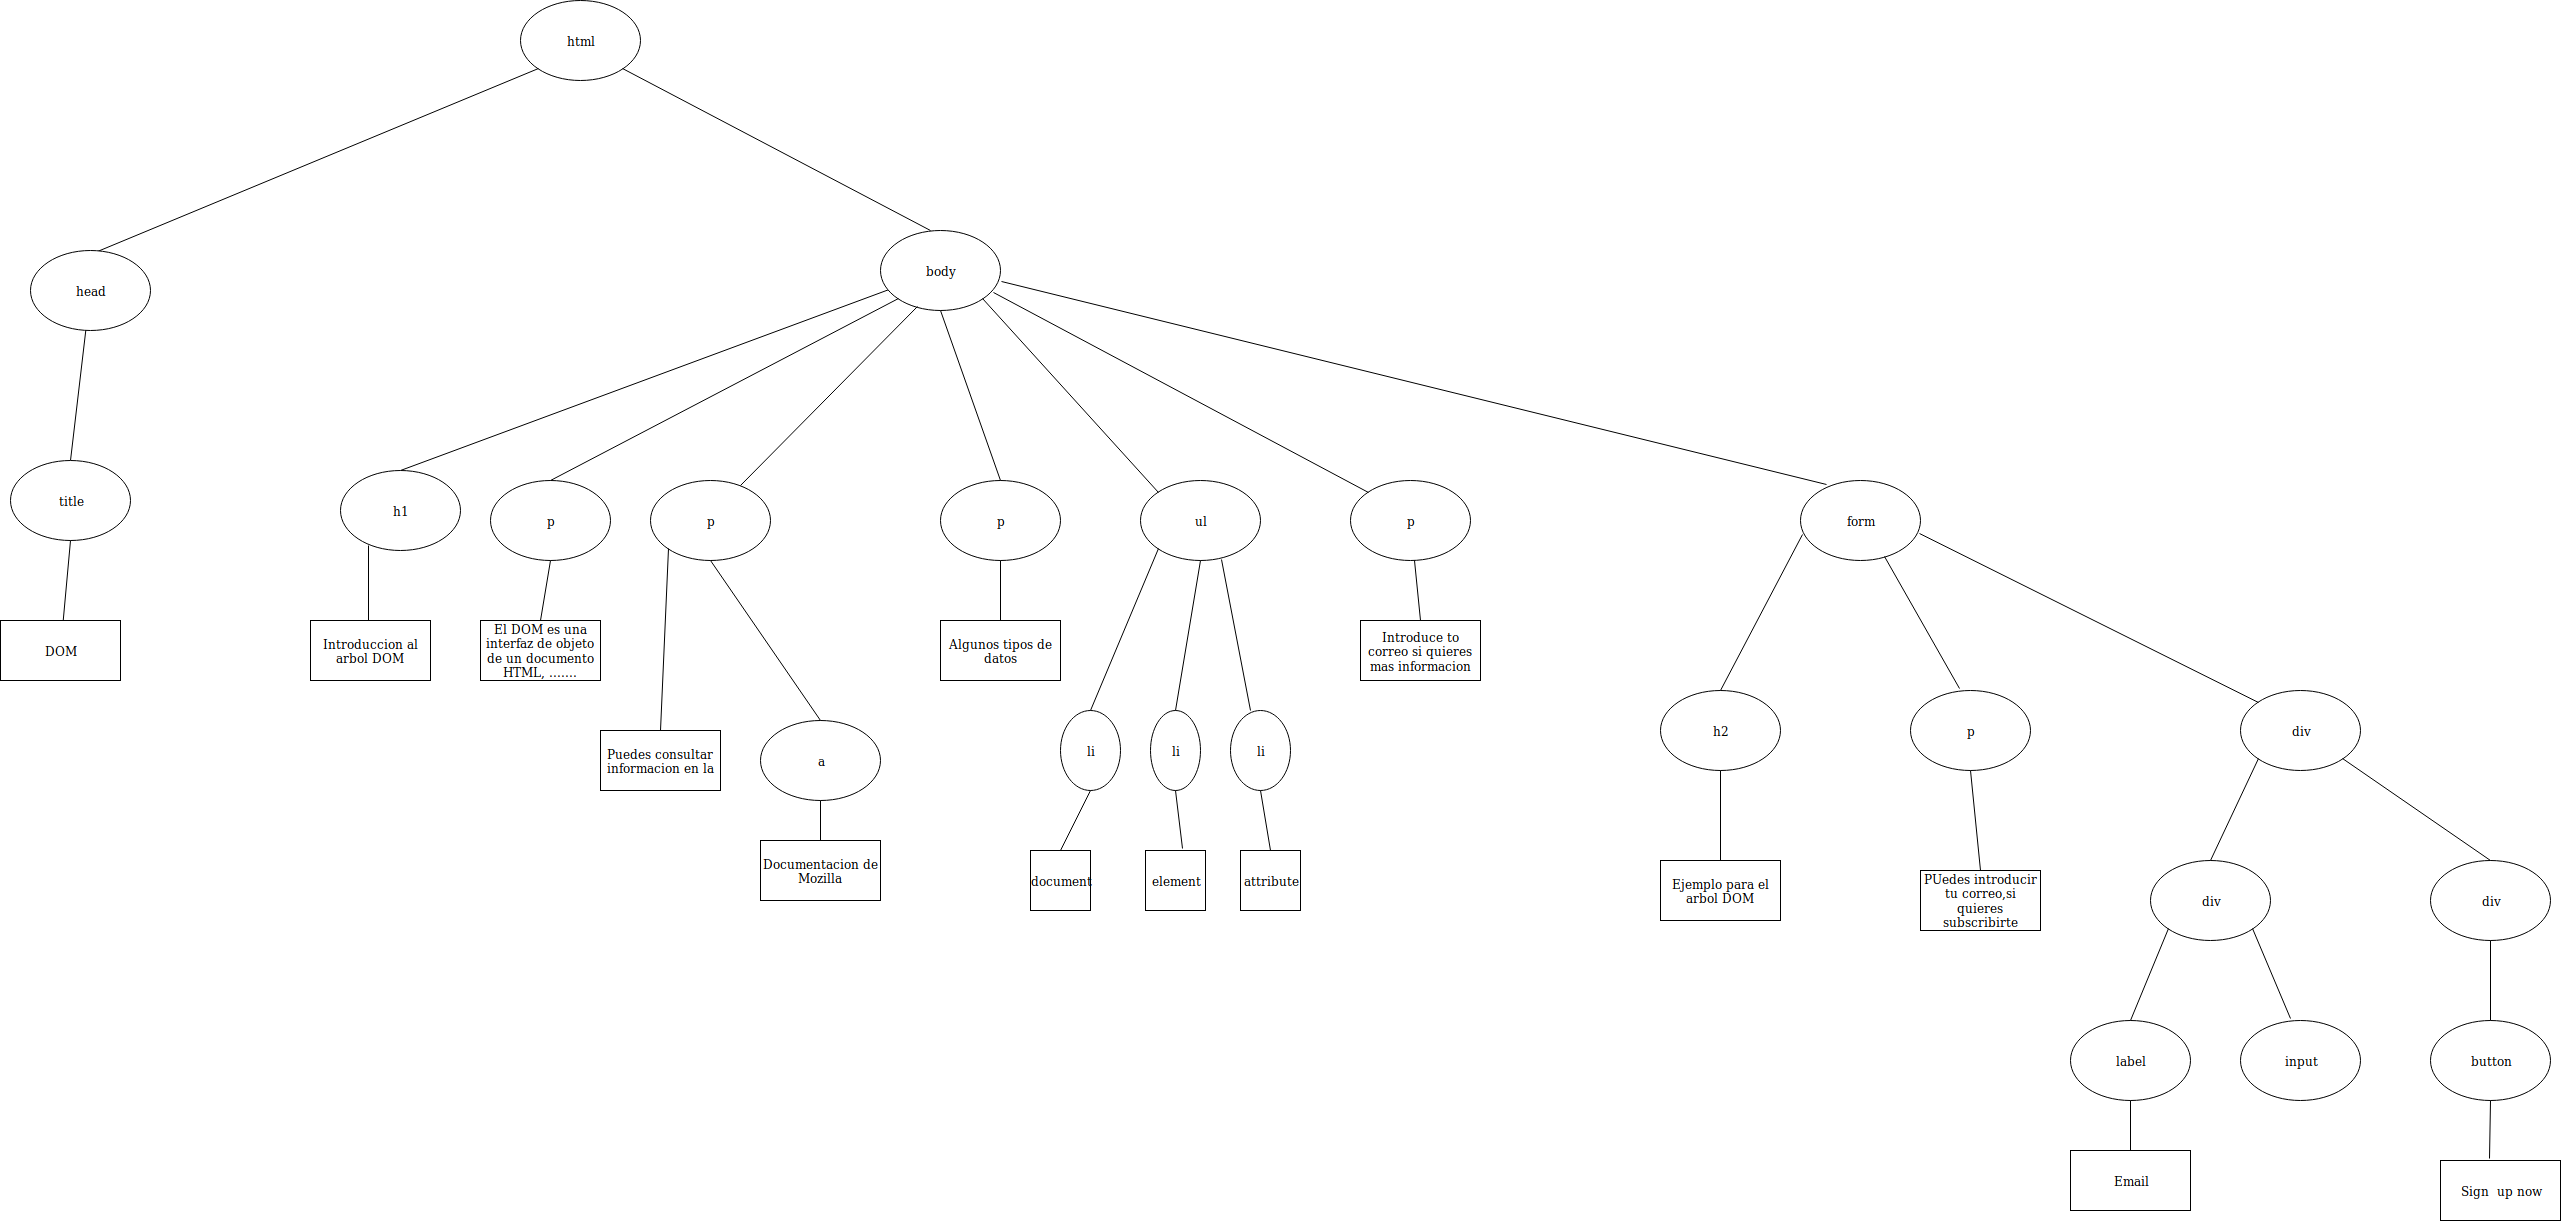 html
head
body
title
h1
p
p
p
ul
p
form
DOM
Introduccion al
arbol DOM
El DOM es una
interfaz de objeto
de un documento
HTML, .......
Algunos tipos de
datos
Introduce to
correo si quieres
mas informacion
Puedes consultar
informacion en la
a
li
li
li
h2
p
div
Documentacion de
Mozilla
document
element
attribute
Ejemplo para el
arbol DOM
PUedes introducir
tu correo,si
quieres
subscribirte
div
div
label
input
button
Email
Sign  up now